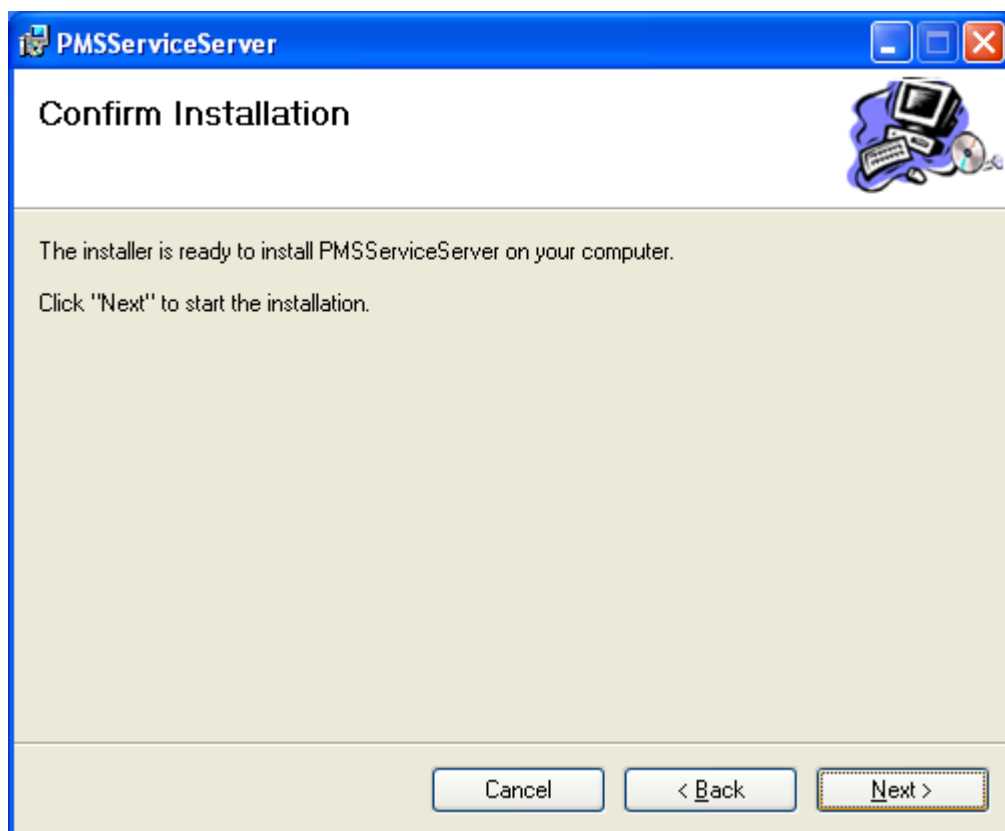 PMSServiceServer
Confirm Installation
The installer is ready to install PMSServiceServer on your computer.
Click "Next" to start the installation.
Cancel
< Back
Next >